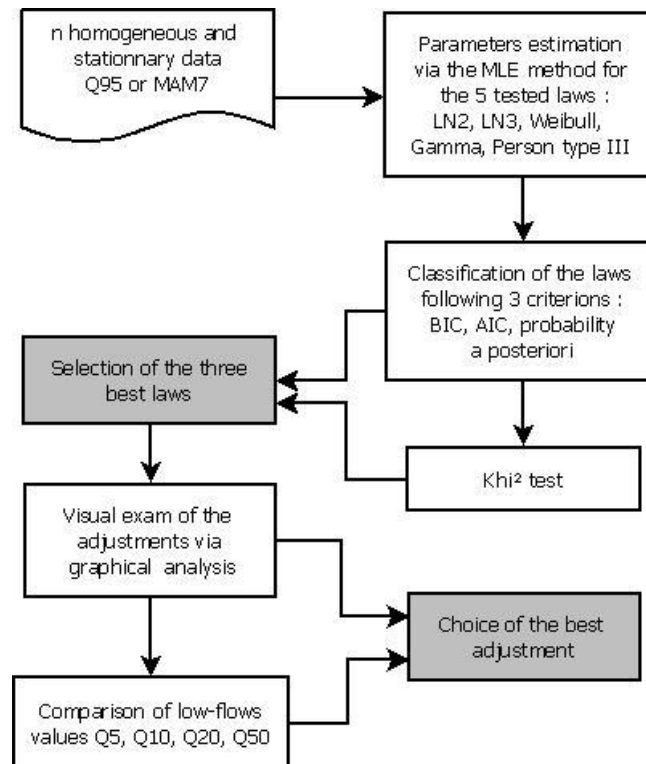 n homogeneous and
stationnary data
Q95 or MAM7
Parameters estimation
via the MLE method for
the 5 tested laws :
LN2, LN3, Weibull,
Gamma, Person type III
Classification of the laws
following 3 criterions :
BIC, AIC, probability
a posteriori
Selection of the three
best laws
Khi² test
Visual exam of the
adjustments via
graphical analysis
Choice of the best
adjustment
Comparison of low-flows
values Q5, Q10, Q20, Q50